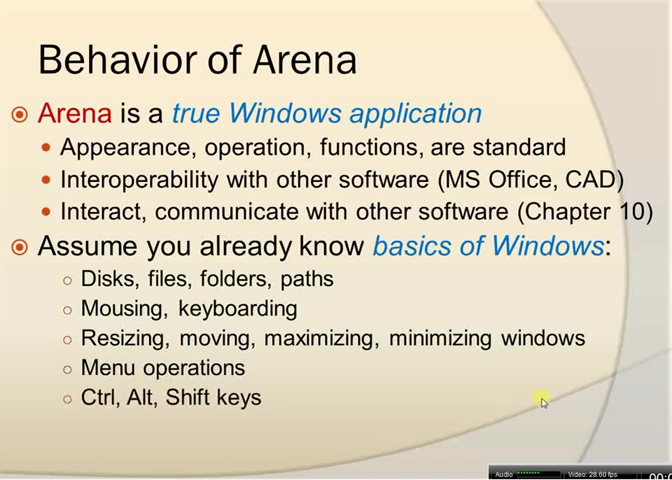 Behavior of Arena
Arena is a true Windows application
Appearance, operation, functions, are standard
Interoperability with other software (MS Office, CAD)
Interact, communicate with other software (Chapter 10)
Assume you already know basics of Windows:
Disks, files, folders, paths
Mousing, keyboarding
Resizing, moving, maximizing, minimizing windows
Menu operations
Ctrl, Alt, Shift keys
Audio Video: 28.60 fps